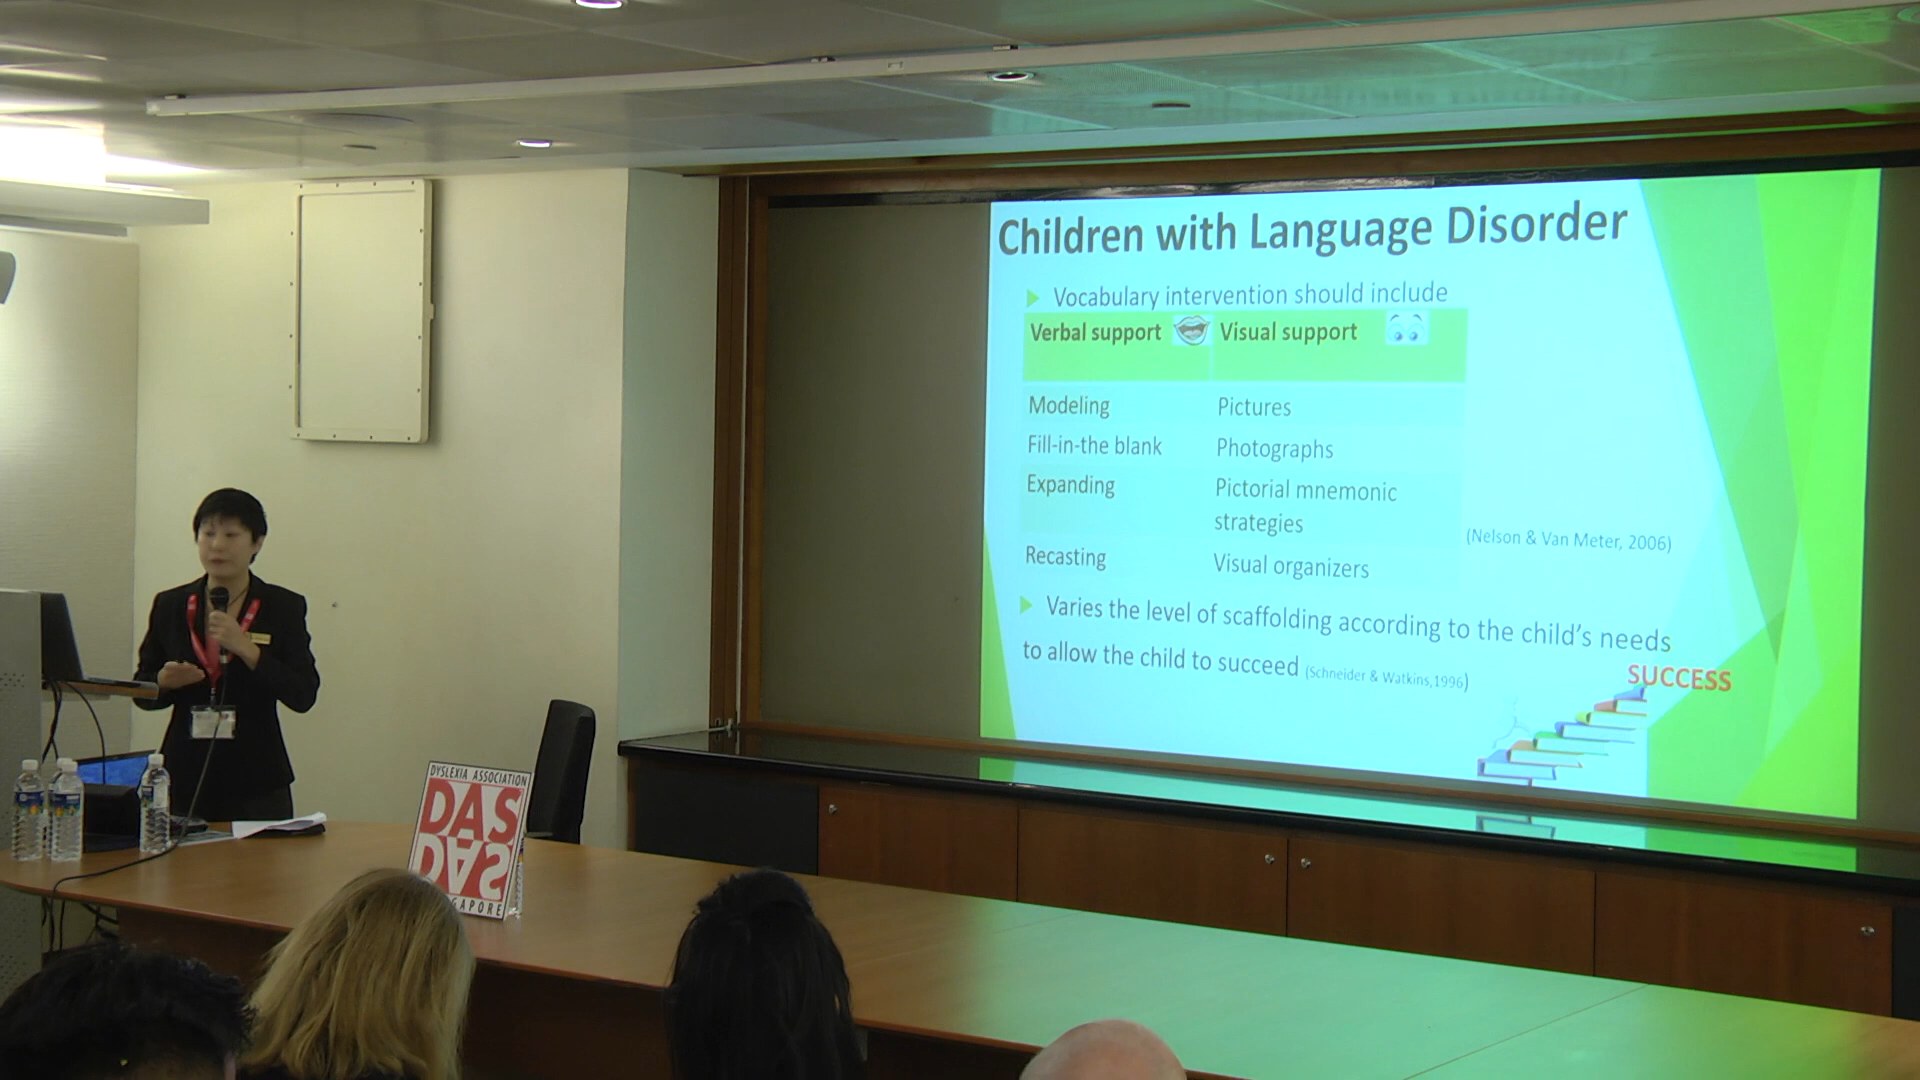 Children with Language Disorder
Vocabulary intervention should include
Verbal support Visual support
Modeling Pictures
Fill-in-the blank Photographs
Expanding Pictorial mnemonic
strategies
(Nelson & Van Meter, 2006)
Recasting Visual organizers
Varies the level of scaffolding according to the child's needs
to allow the child to succeed (Schneider & Watkins,1996)
SUCCESS
DYSLEXIA ASSOCIATION
DAS
DAS
GAPORE